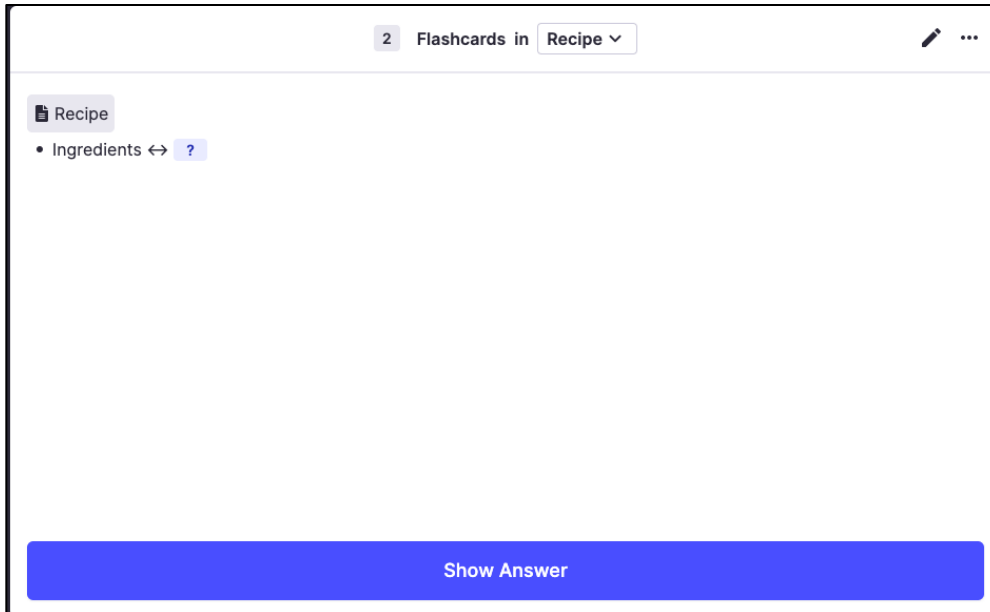 2 Flashcards in Recipe
Recipe
• Ingredients ↔ ?
Show Answer